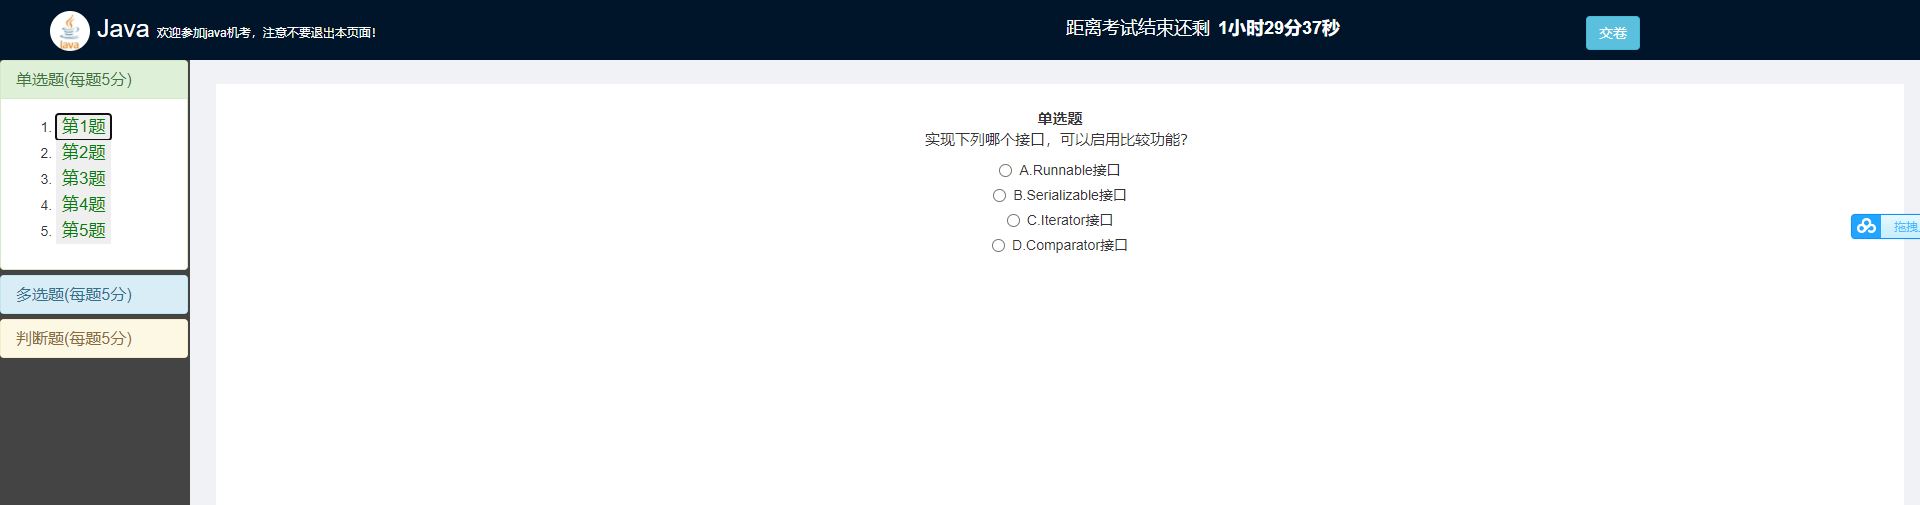 Java 欢迎参加java机考，注意不要退出本页面！
距离考试结束还剩 1小时29分37秒
交卷
单选题(每题5分)
1. 第1题
2. 第2题
3. 第3题
4. 第4题
5. 第5题
多选题(每题5分)
判断题(每题5分)
单选题
实现下列哪个接口，可以启用比较功能?
A.Runnable接口
B.Serializable接口
C.Iterator接口
D.Comparator接口
拖拽